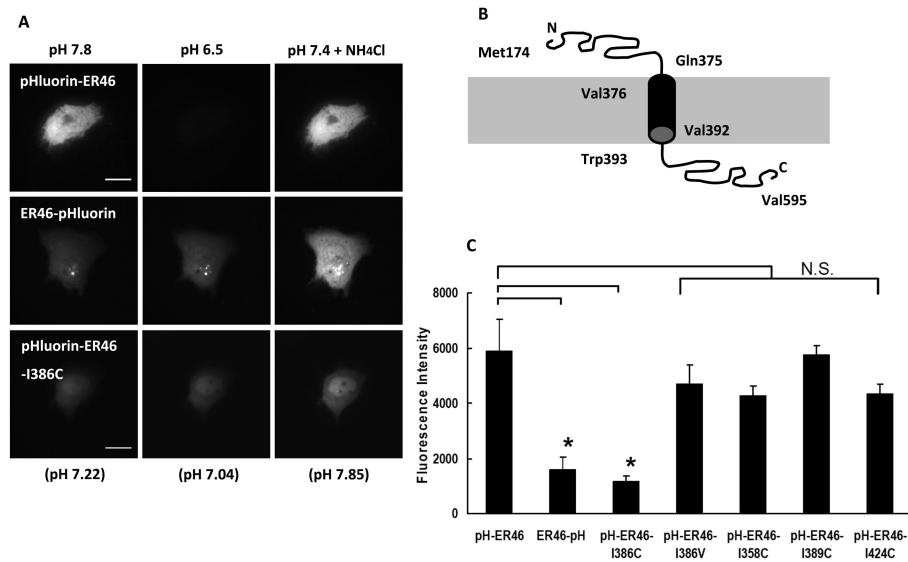 A
pH 7.8
pH 6.5
pH 7.4 + NH4Cl
pHluorin-ER46
ER46-pHluorin
pHluorin-ER46
-I386C
(pH 7.22)
(pH 7.04)
(pH 7.85)
B
N
Met174
Gln375
Val376
Val392
Trp393
C
Val595
C
N.S.
Fluorescence Intensity
8000
6000
4000
2000
0
*
*
pH-ER46
ER46-pH
pH-ER46-
I386C
pH-ER46-
I386V
pH-ER46-
I358C
pH-ER46-
I389C
pH-ER46-
I424C